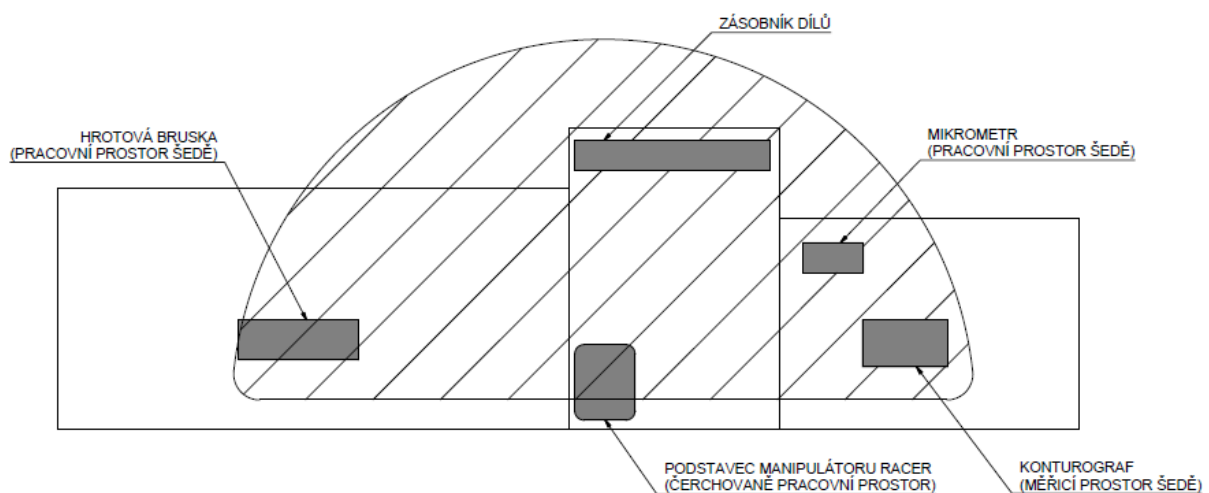 ZÁSOBNÍK DÍLŮ
HROTOVÁ BRUSKA
(PRACOVNÍ PROSTOR ŠEDĚ)
MIKROMETR
(PRACOVNÍ PROSTOR ŠEDĚ)
PODSTAVEC MANIPULÁTORU RACER
(ČERCHOVANĚ PRACOVNÍ PROSTOR)
KONTUROGRAF
(MĚŘICÍ PROSTOR ŠEDĚ)